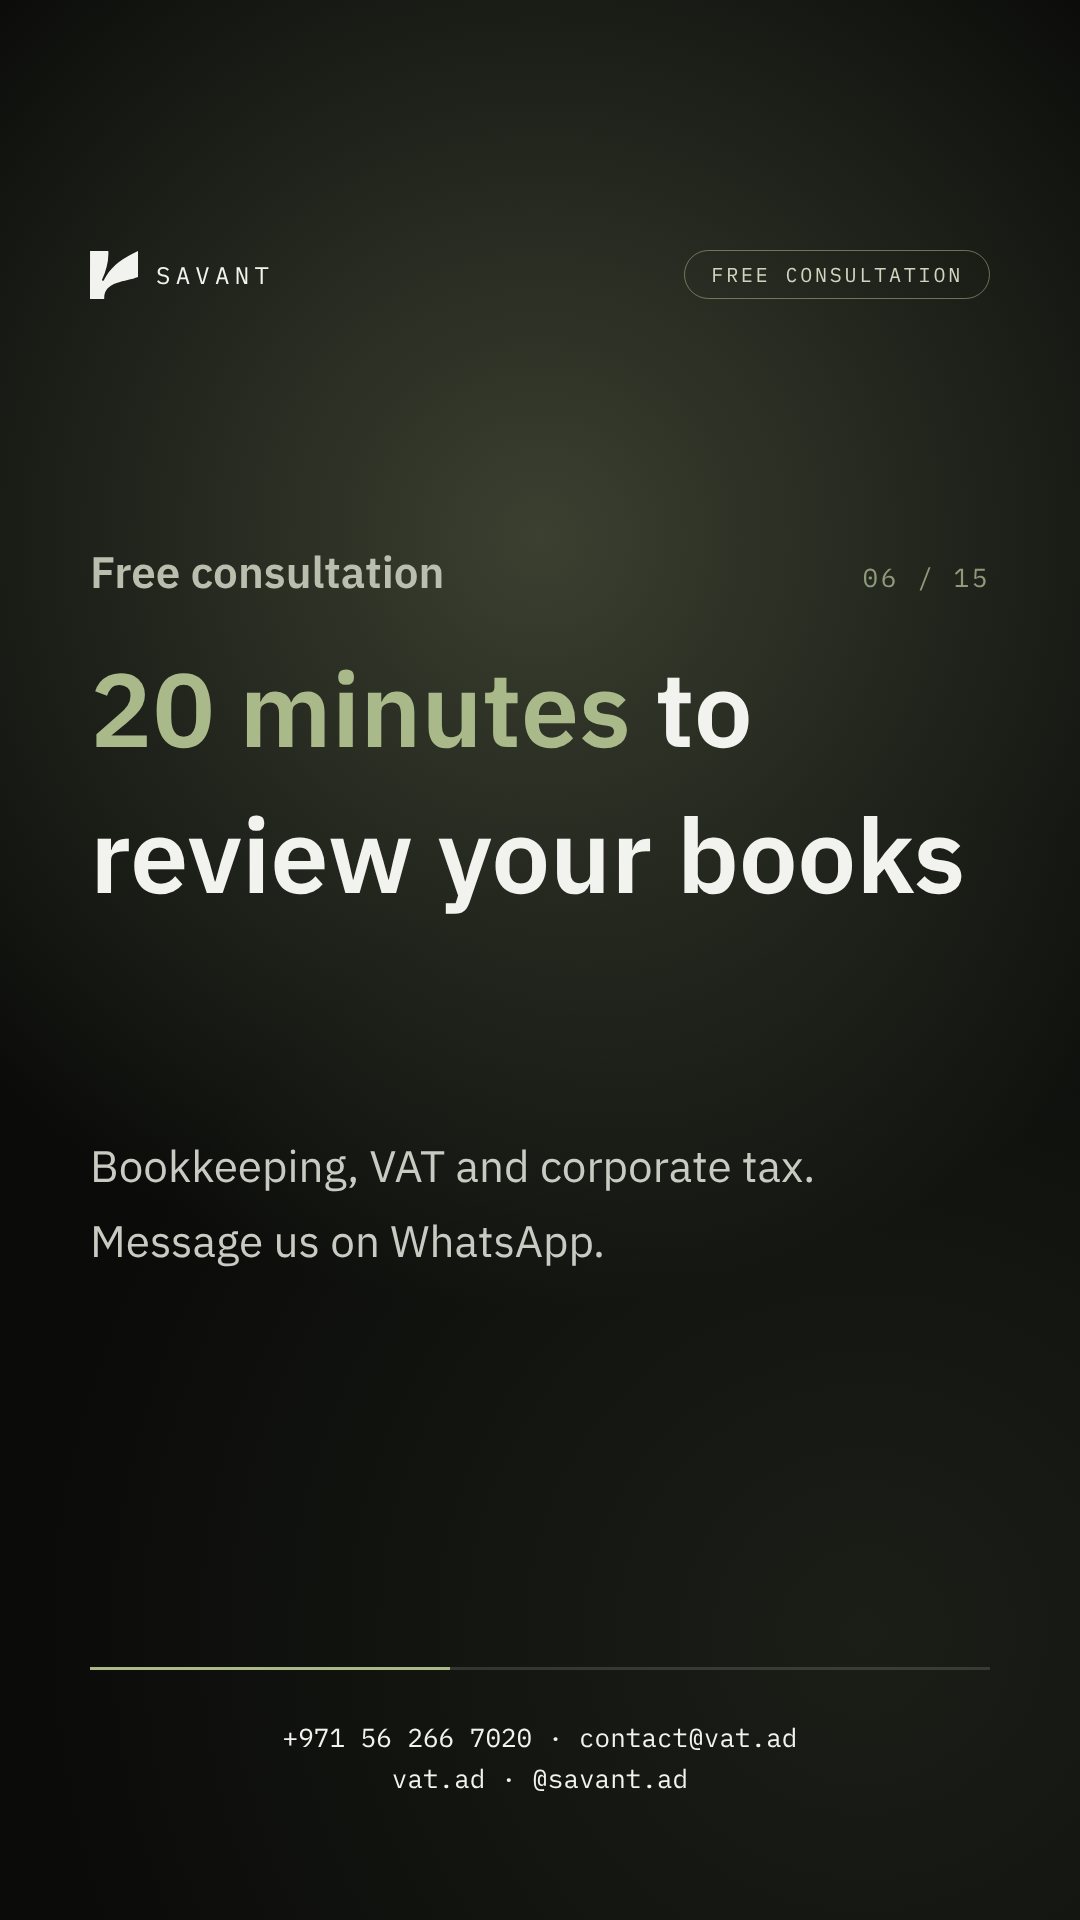 SAVANT
FREE CONSULTATION
Free consultation
06 / 15
20 minutes to
review your books
Bookkeeping, VAT and corporate tax.
Message us on WhatsApp.
+971 56 266 7020 · contact@vat.ad
vat.ad · @savant.ad